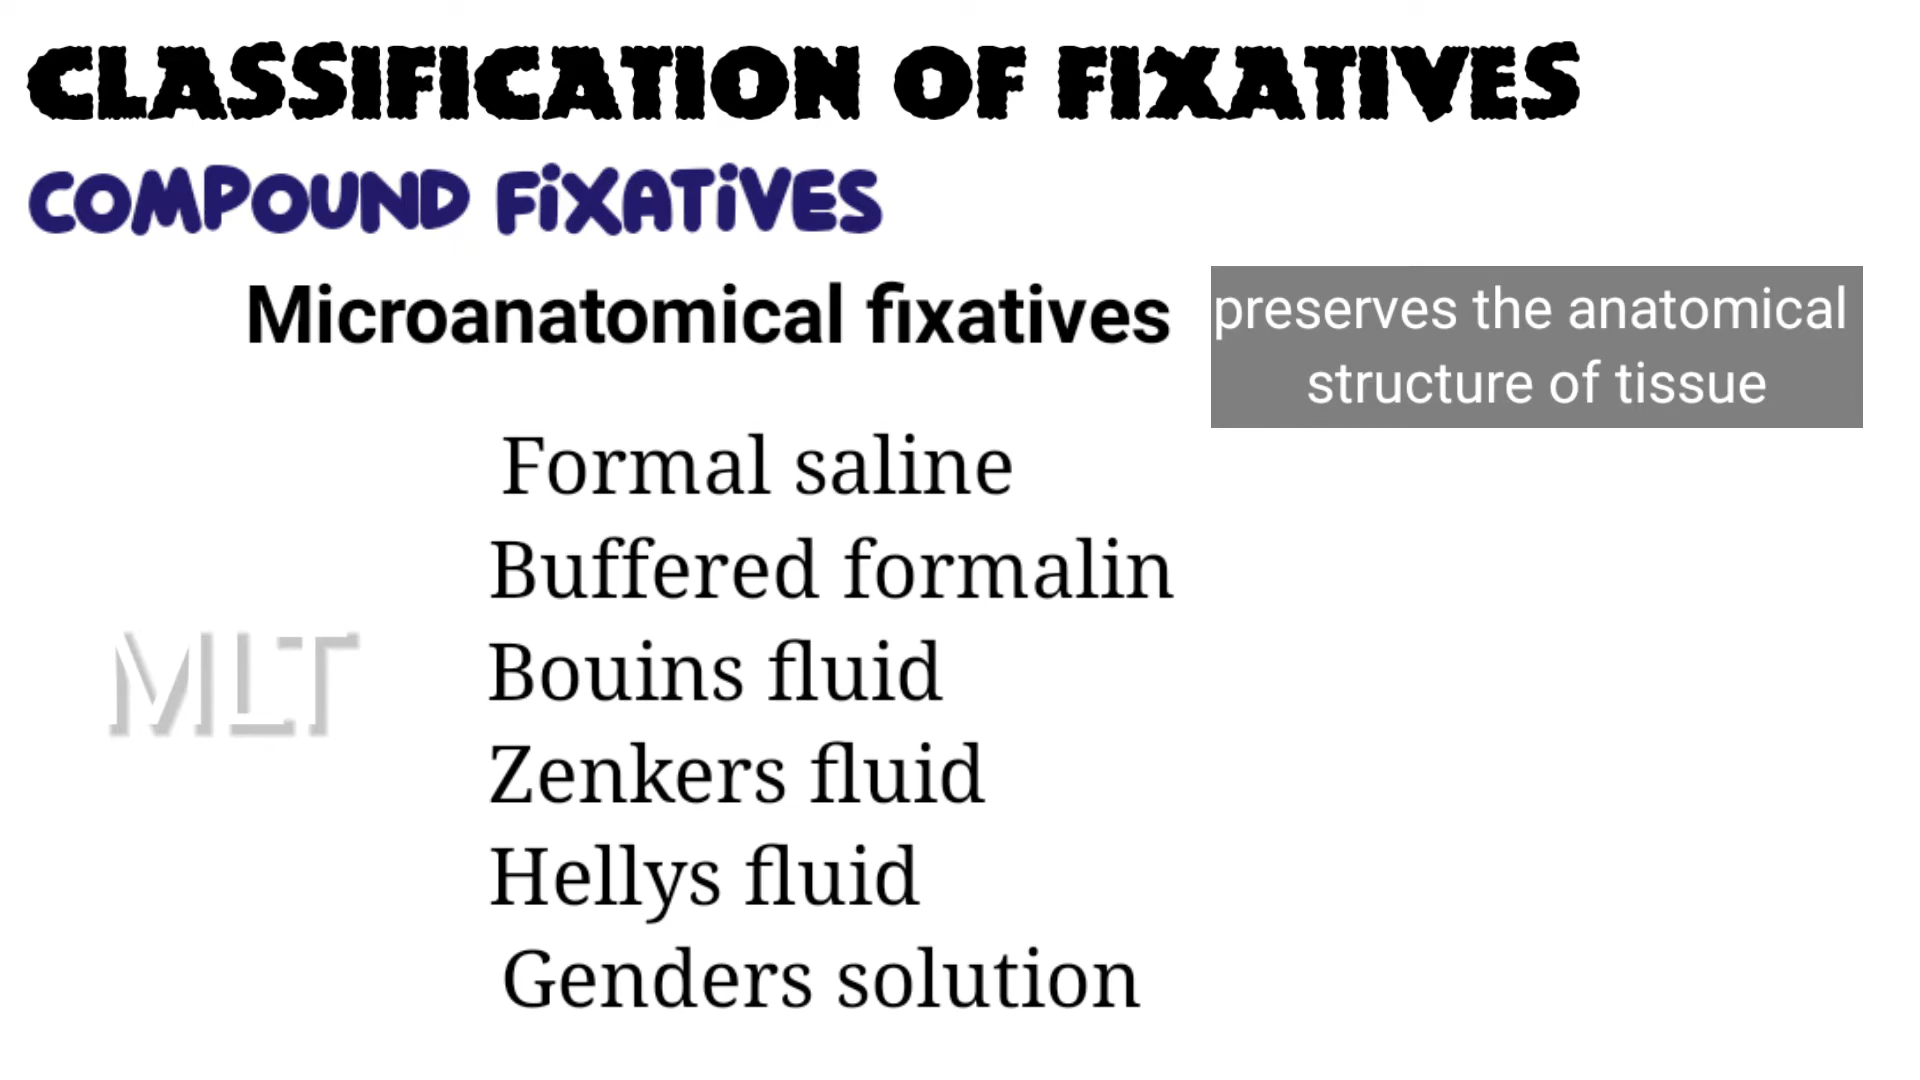 CLASSIFICATION OF FIXATIVES
COMPOUND FiXATiVES
Microanatomical fixatives
preserves the anatomical
structure of tissue
Formal saline
Buffered formalin
Bouins fluid
MLT
Zenkers fluid
Hellys fluid
Genders solution